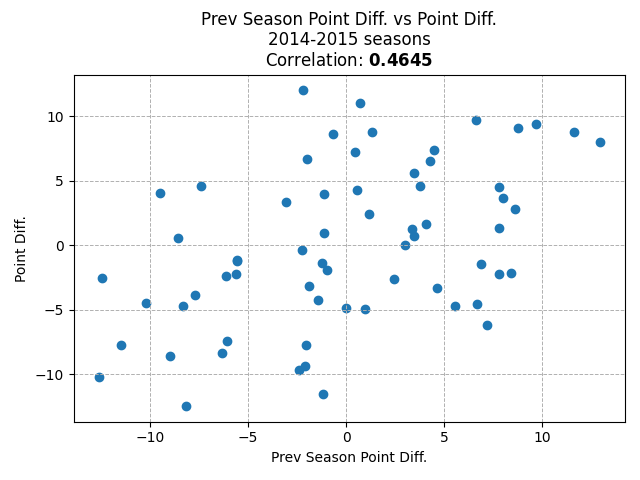 Prev Season Point Diff. vs Point Diff.
2014-2015 seasons
Correlation: 0.4645
10
5
0
−5
−10
Point Diff.
−10 −5 0 5 10
Prev Season Point Diff.